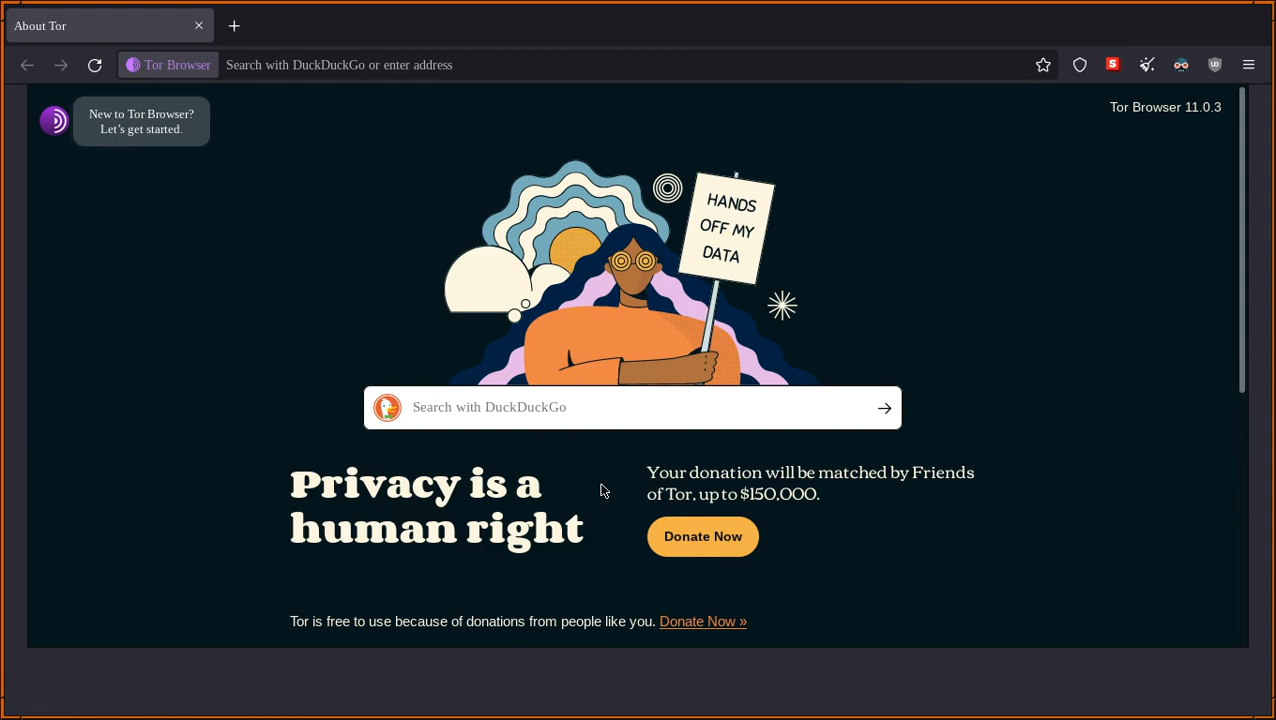 About Tor
Tor Browser
Search with DuckDuckGo or enter address
S
UD
New to Tor Browser?
Let's get started.
Tor Browser 11.0.3
HANDS
OFF MY
DATA
Search with DuckDuckGo
Privacy is a
human right
Your donation will be matched by Friends
of Tor, up to $150,000.
Donate Now
Tor is free to use because of donations from people like you. Donate Now »